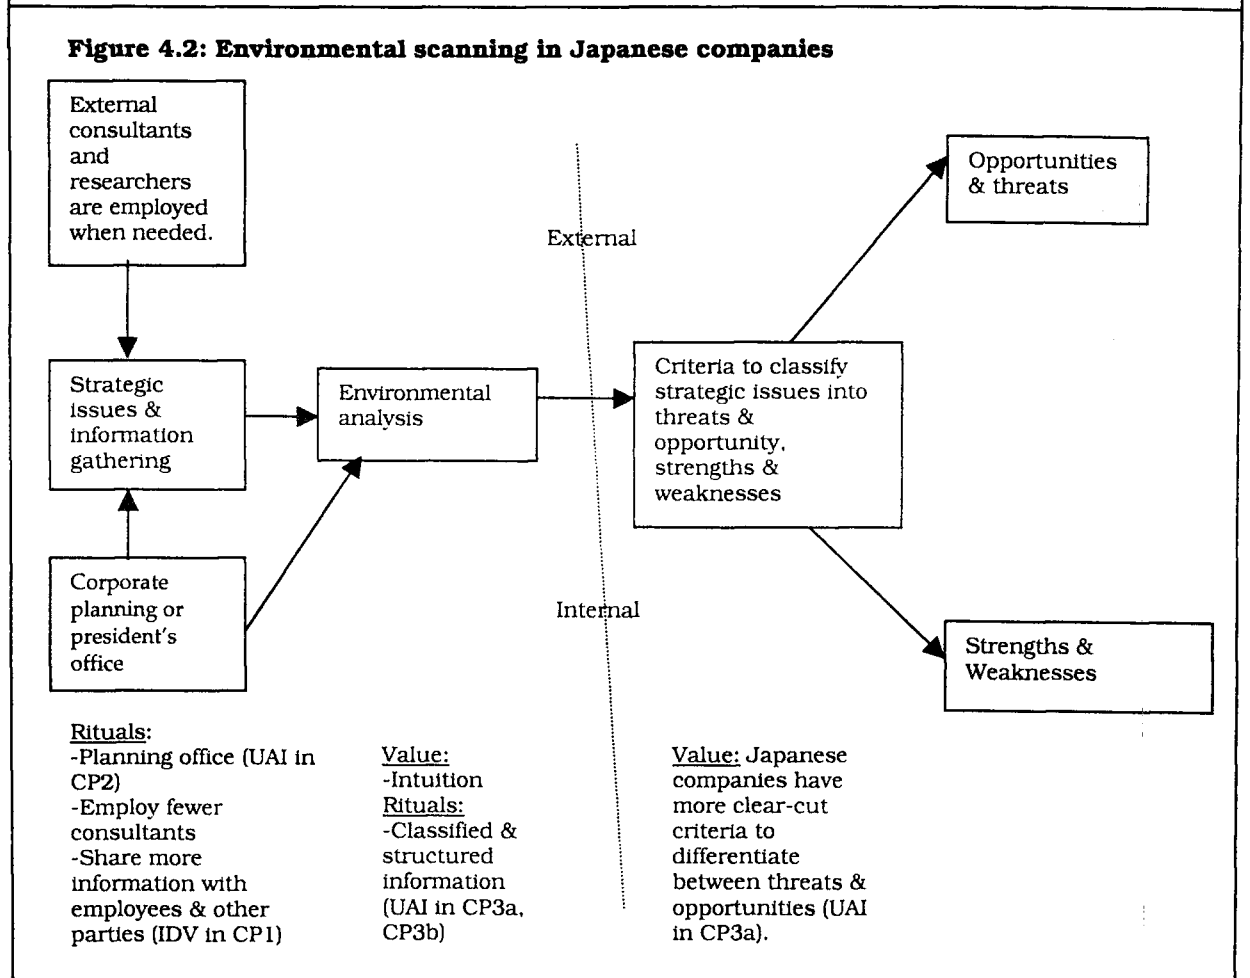 Figure 4.2: Environmental scanning in Japanese companies
External
consultants
and
researchers
are employed
when needed.
Opportunities
& threats
External
Strategic
issues &
information
gathering
Environmental
analysis
Criteria to classify
strategic issues into
threats &
opportunity,
strengths &
weaknesses
Corporate
planning or
president's
office
Internal
Strengths &
Weaknesses
Rituals:
-Planning office (UAI in
CP2)
-Employ fewer
consultants
-Share more
information with
employees & other
parties (IDV in CP1)
Value:
-Intuition
Rituals:
-Classified &
structured
information
(UAI in CP3a,
CP3b)
Value: Japanese
companies have
more clear-cut
criteria to
differentiate
between threats &
opportunities (UAI
in CP3a).